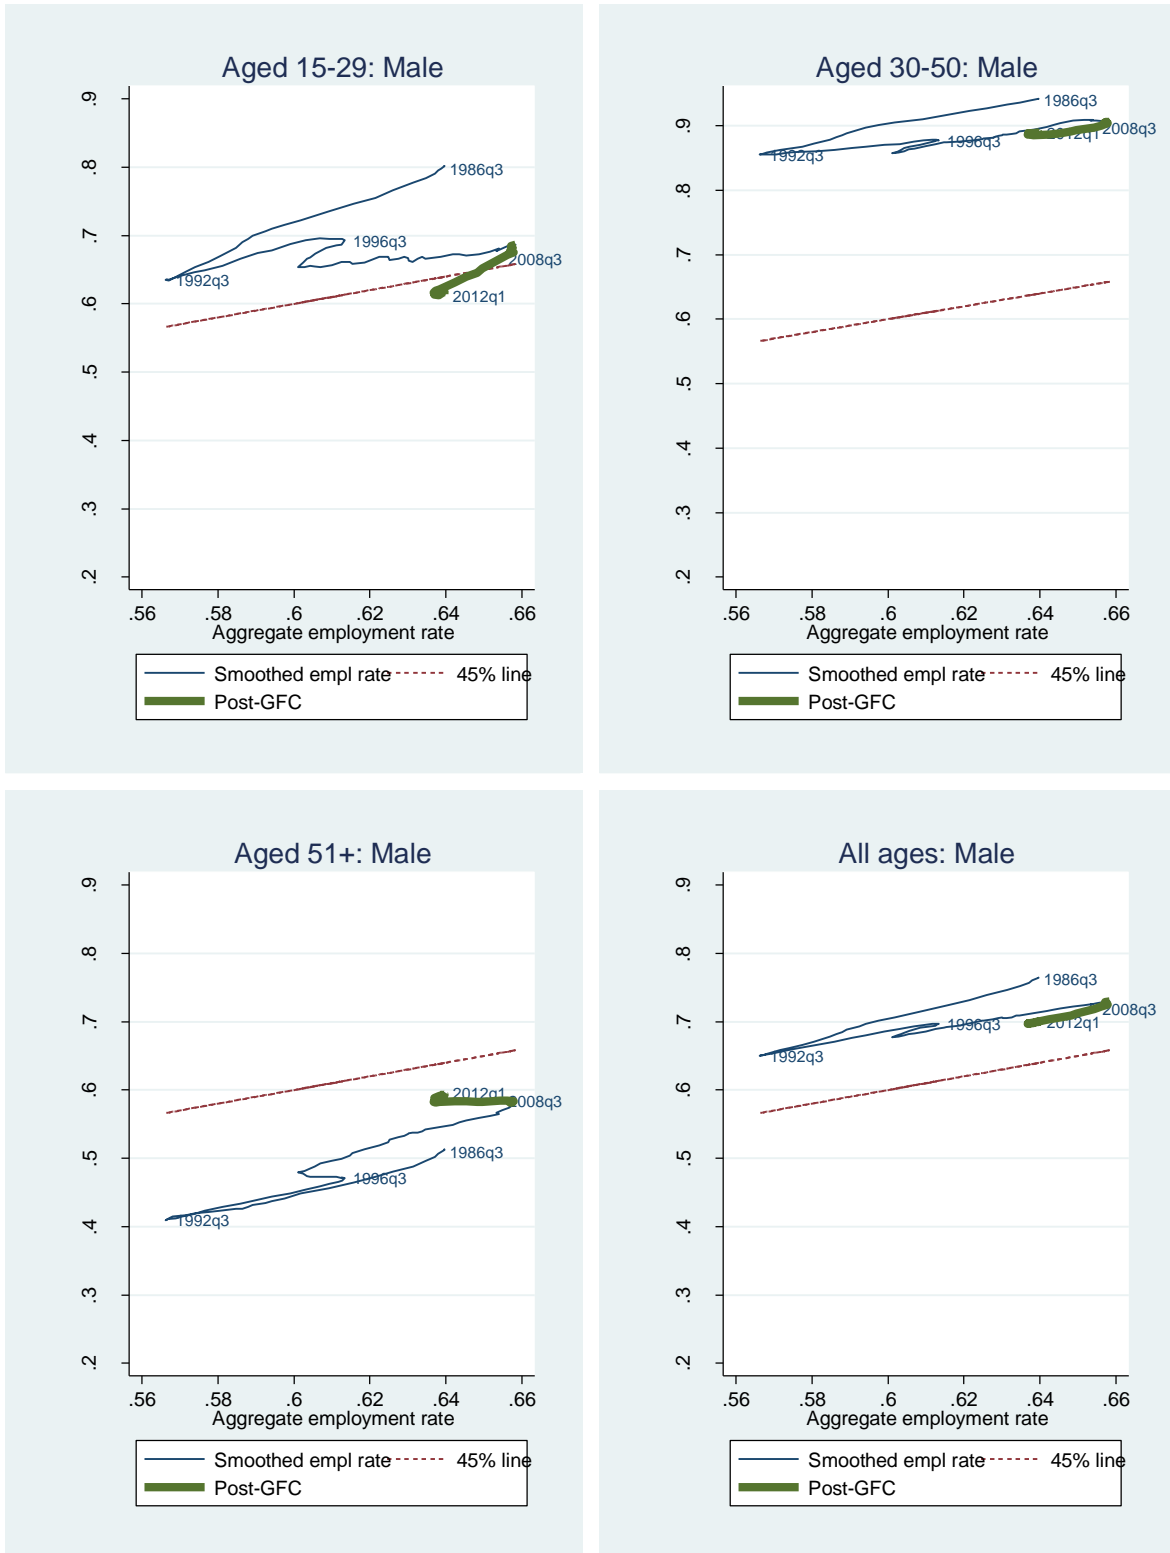 Aged 15-29: Male
.9
.8
.7
.6
.5
.4
.3
.2
1986q3
1996q3
1992q3
2008q3
2012q1
.56 .58 .6 .62 .64 .66
Aggregate employment rate
Smoothed empl rate 45% line
Post-GFC
Aged 30-50: Male
.9
.8
.7
.6
.5
.4
.3
.2
1986q3
2008q3
2012q1
1996q3
1992q3
.56 .58 .6 .62 .64 .66
Aggregate employment rate
Smoothed empl rate 45% line
Post-GFC
Aged 51+: Male
.9
.8
.7
.6
.5
.4
.3
.2
2012q1
2008q3
1986q3
1996q3
1992q3
.56 .58 .6 .62 .64 .66
Aggregate employment rate
Smoothed empl rate 45% line
Post-GFC
All ages: Male
.9
.8
.7
.6
.5
.4
.3
.2
1986q3
2008q3
2012q1
1996q3
1992q3
.56 .58 .6 .62 .64 .66
Aggregate employment rate
Smoothed empl rate 45% line
Post-GFC